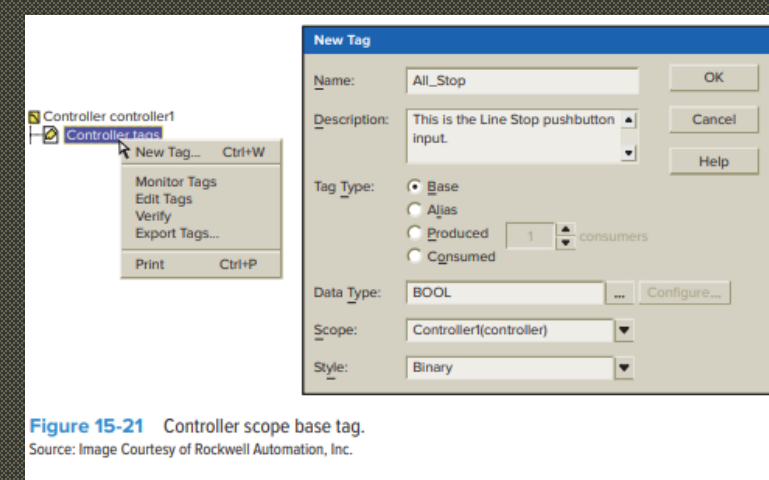 Controller controller1
Controller tags
New Tag... Ctrl+W
Monitor Tags
Edit Tags
Verify
Export Tags...
Print Ctrl+P
New Tag
Name: All_Stop OK
Description: This is the Line Stop pushbutton Cancel
input.
Help
Tag Type: Base
Alias
Produced 1 consumers
Consumed
Data Type: BOOL ... Configure...
Scope: Controller1(controller)
Style: Binary
Figure 15-21 Controller scope base tag.
Source: Image Courtesy of Rockwell Automation, Inc.